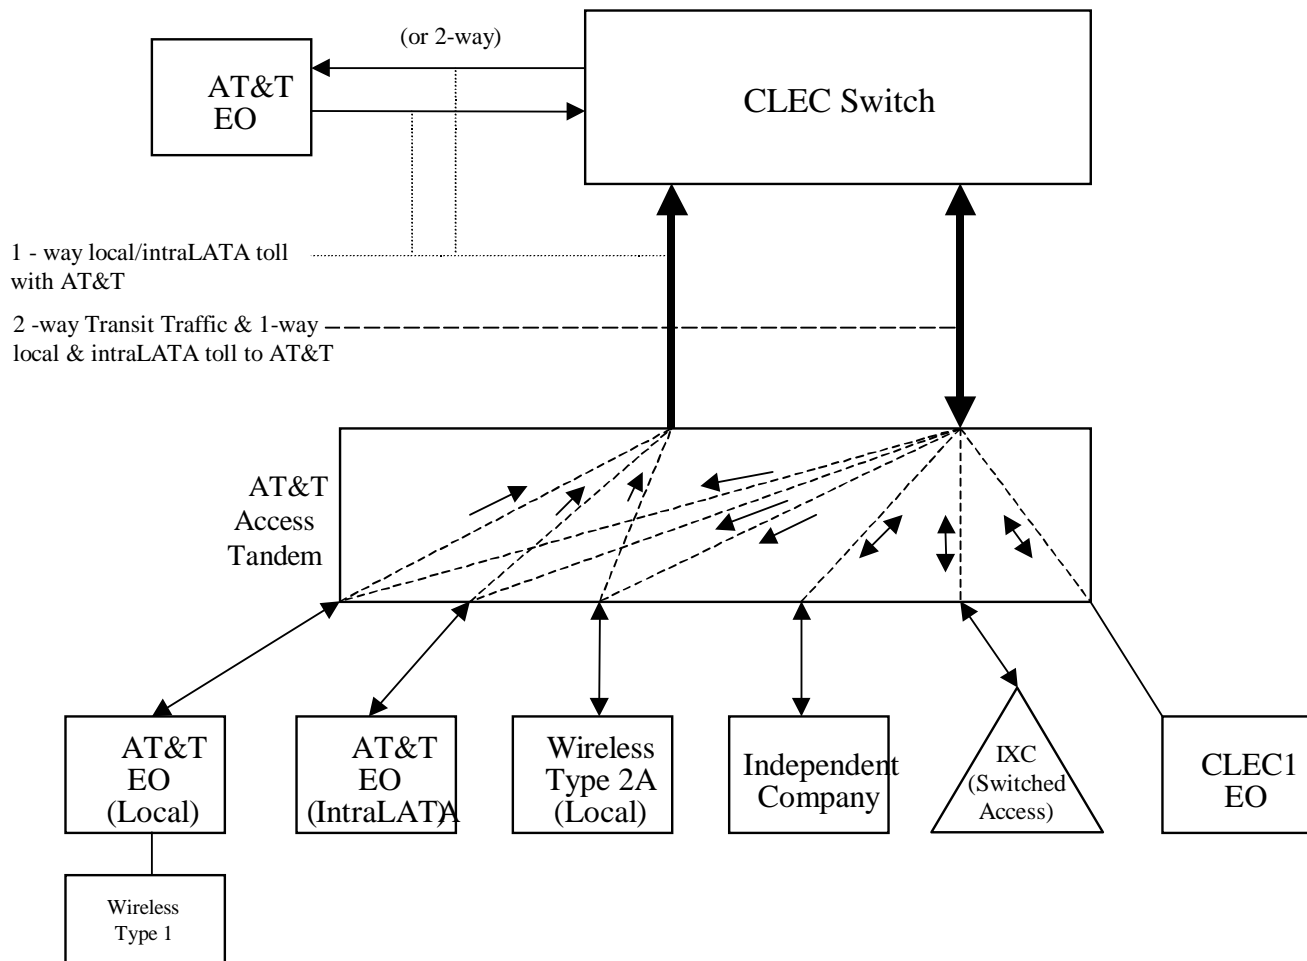 (or 2-way)
AT&T
EO
CLEC Switch
1 - way local/intraLATA toll
with AT&T
2 -way Transit Traffic & 1-way
local & intraLATA toll to AT&T
AT&T
Access
Tandem
AT&T
EO
(Local)
AT&T
EO
(IntraLATA)
Wireless
Type 2A
(Local)
Independent
Company
IXC
(Switched
Access)
CLEC1
EO
Wireless
Type 1